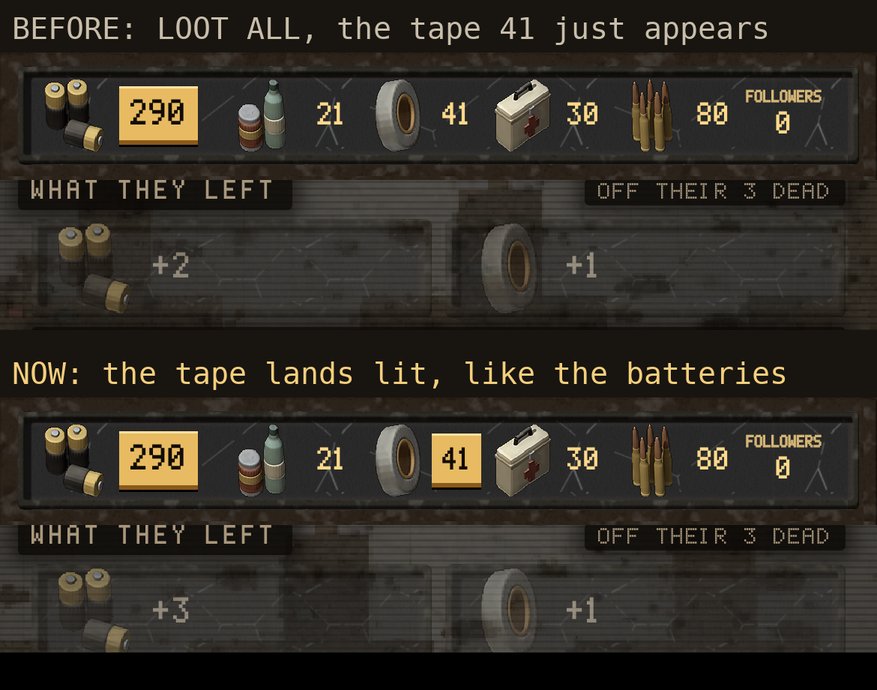 BEFORE: LOOT ALL, the tape 41 just appears
290 21 41 30 80 FOLLOWERS 0
WHAT THEY LEFT OFF THEIR 3 DEAD
+2 +1
NOW: the tape lands lit, like the batteries
290 21 41 30 80 FOLLOWERS 0
WHAT THEY LEFT OFF THEIR 3 DEAD
+3 +1